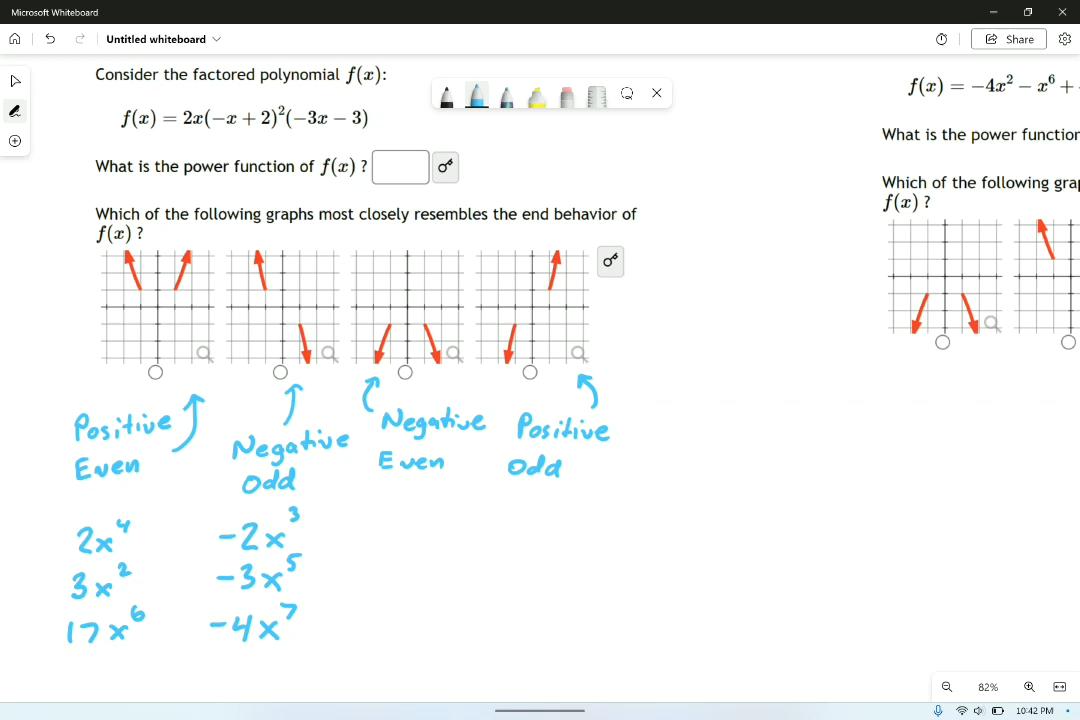 Microsoft Whiteboard
Untitled whiteboard
Share
Consider the factored polynomial f(x):
f(x) = 2x(−x + 2)²(−3x − 3)
What is the power function of f(x) ?
Which of the following graphs most closely resembles the end behavior of
f(x) ?
Positive
Even
Negative
Odd
Negative
Even
Positive
Odd
2x⁴
3x²
17x⁶
-2x³
-3x⁵
-4x⁷
f(x) = −4x² − x⁶ +
What is the power function
Which of the following gra
f(x) ?
82%
10:42 PM